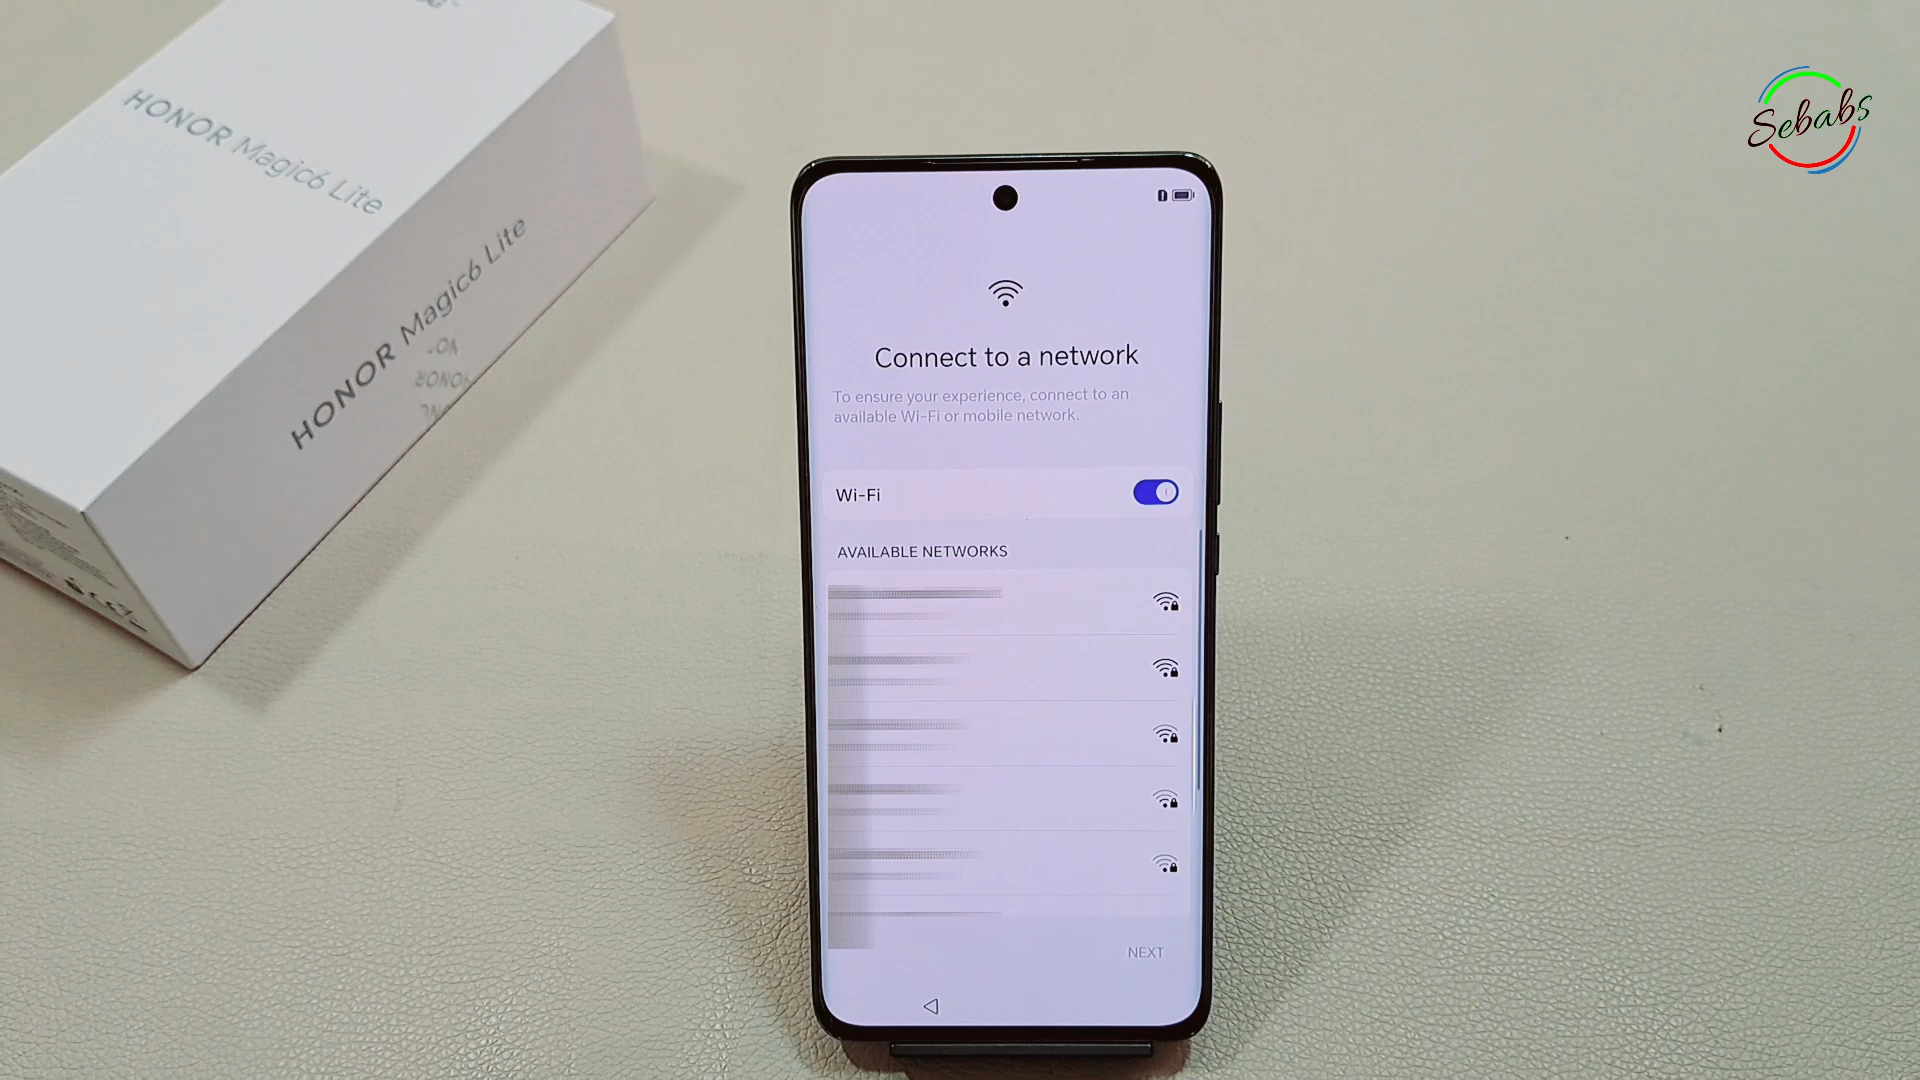 HONOR Magic6 Lite
HONOR Magic6 Lite
Sebabs
Connect to a network
To ensure your experience, connect to an
available Wi-Fi or mobile network.
Wi-Fi
AVAILABLE NETWORKS
NEXT